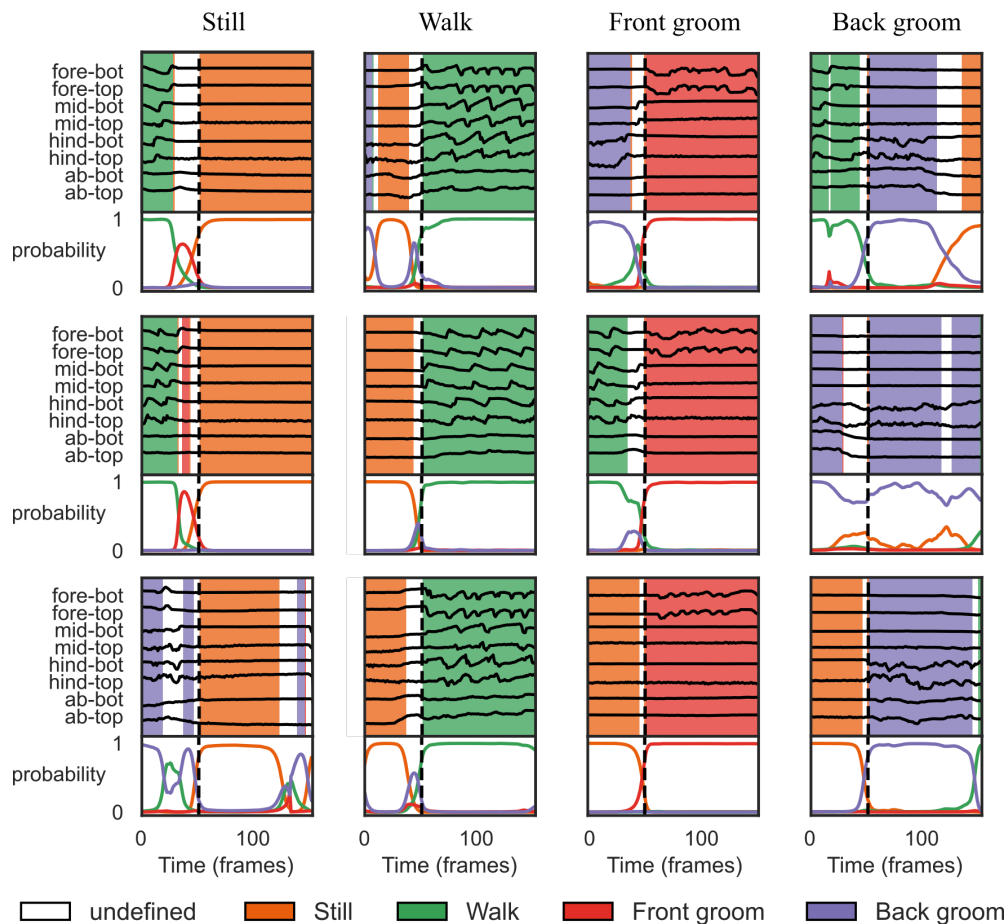 Still Walk Front groom Back groom
fore-bot
fore-top
mid-bot
mid-top
hind-bot
hind-top
ab-bot
ab-top
1
probability
0
fore-bot
fore-top
mid-bot
mid-top
hind-bot
hind-top
ab-bot
ab-top
1
probability
0
fore-bot
fore-top
mid-bot
mid-top
hind-bot
hind-top
ab-bot
ab-top
1
probability
0
0 100 0 100 0 100 0 100
Time (frames) Time (frames) Time (frames) Time (frames)
undefined Still Walk Front groom Back groom